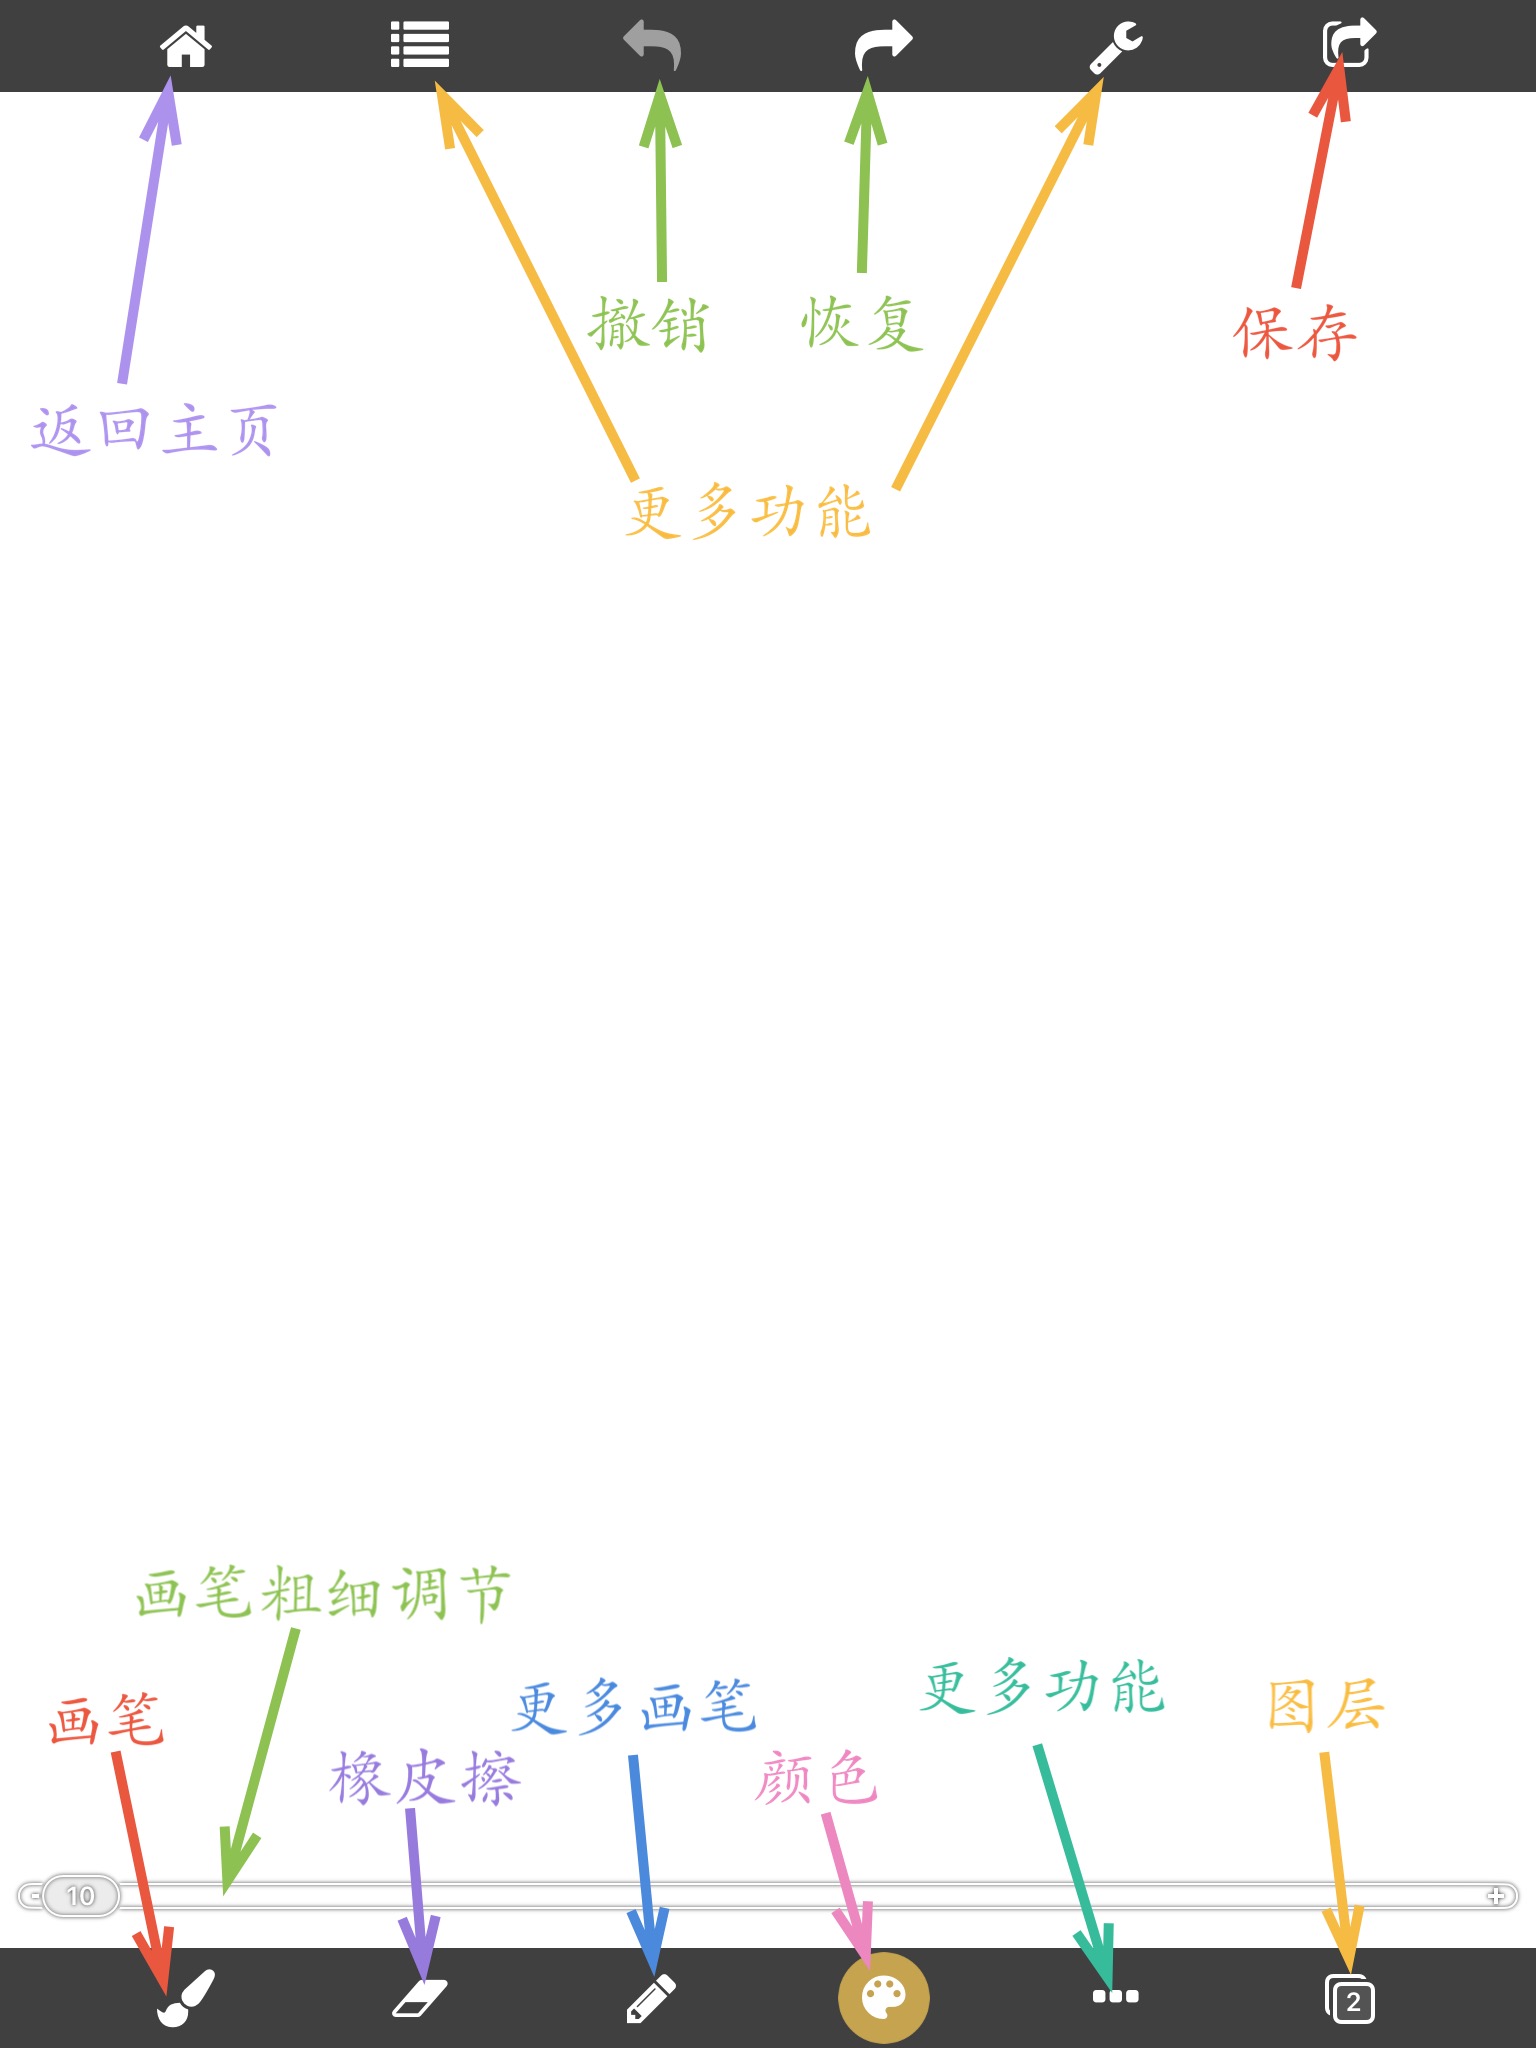 撤销 恢复 保存
返回主页
更多功能
画笔粗细调节
画笔 更多画笔 更多功能 图层
橡皮擦 颜色
- 10 +
2